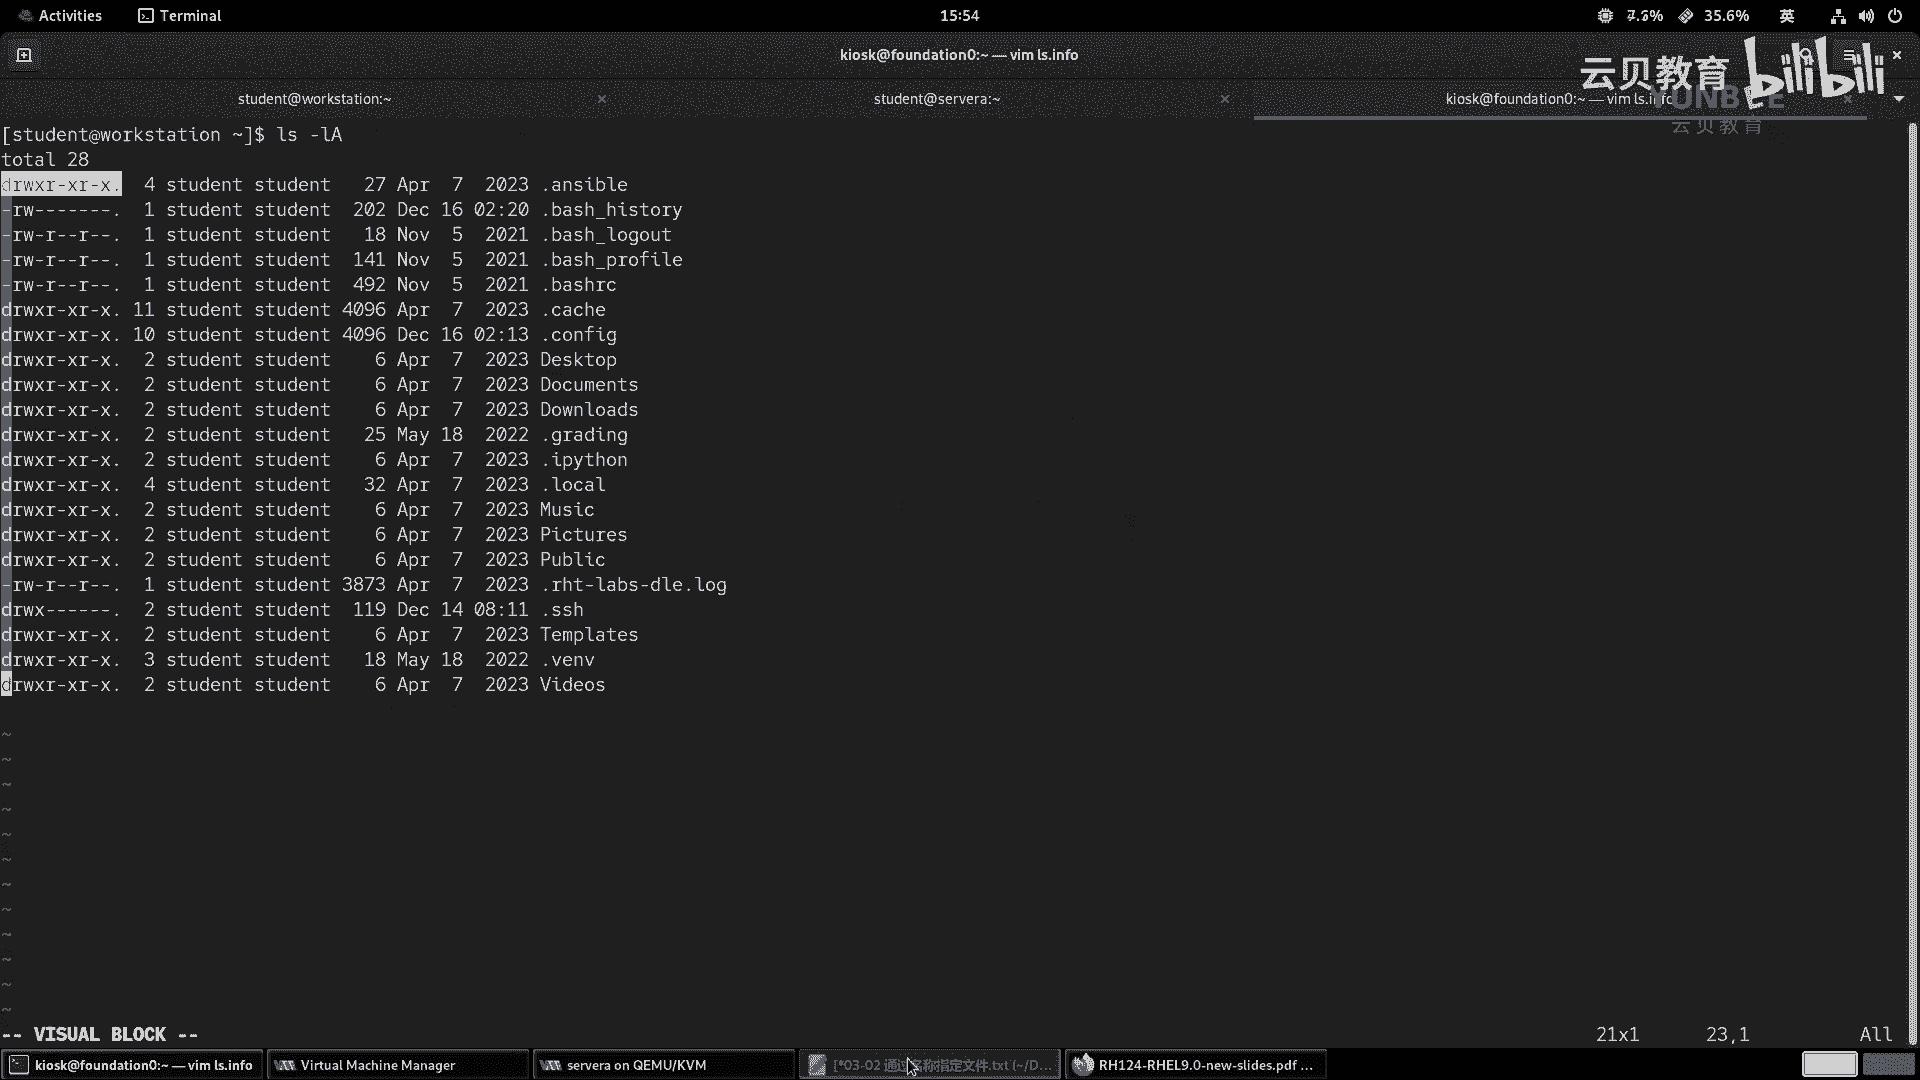 Activities Terminal 15:54 7.6% 35.6% 英
kiosk@foundation0:~ — vim ls.info
云贝教育 bilibili
student@workstation:~ student@servera:~ kiosk@foundation0:~ — vim ls.info
云贝教育
[student@workstation ~]$ ls -lA
total 28
drwxr-xr-x.  4 student student   27 Apr  7  2023 .ansible
-rw-------.  1 student student  202 Dec 16 02:20 .bash_history
-rw-r--r--.  1 student student   18 Nov  5  2021 .bash_logout
-rw-r--r--.  1 student student  141 Nov  5  2021 .bash_profile
-rw-r--r--.  1 student student  492 Nov  5  2021 .bashrc
drwxr-xr-x. 11 student student 4096 Apr  7  2023 .cache
drwxr-xr-x. 10 student student 4096 Dec 16 02:13 .config
drwxr-xr-x.  2 student student    6 Apr  7  2023 Desktop
drwxr-xr-x.  2 student student    6 Apr  7  2023 Documents
drwxr-xr-x.  2 student student    6 Apr  7  2023 Downloads
drwxr-xr-x.  2 student student   25 May 18  2022 .grading
drwxr-xr-x.  2 student student    6 Apr  7  2023 .ipython
drwxr-xr-x.  4 student student   32 Apr  7  2023 .local
drwxr-xr-x.  2 student student    6 Apr  7  2023 Music
drwxr-xr-x.  2 student student    6 Apr  7  2023 Pictures
drwxr-xr-x.  2 student student    6 Apr  7  2023 Public
-rw-r--r--.  1 student student 3873 Apr  7  2023 .rht-labs-dle.log
drwx------.  2 student student  119 Dec 14 08:11 .ssh
drwxr-xr-x.  2 student student    6 Apr  7  2023 Templates
drwxr-xr-x.  3 student student   18 May 18  2022 .venv
drwxr-xr-x.  2 student student    6 Apr  7  2023 Videos
~
~
~
~
~
~
~
~
~
~
~
~
-- VISUAL BLOCK -- 21x1 23,1 All
kiosk@foundation0:~ — vim ls.info Virtual Machine Manager servera on QEMU/KVM [*03-02 通过名称指定文件.txt (~/D... RH124-RHEL9.0-new-slides.pdf ...